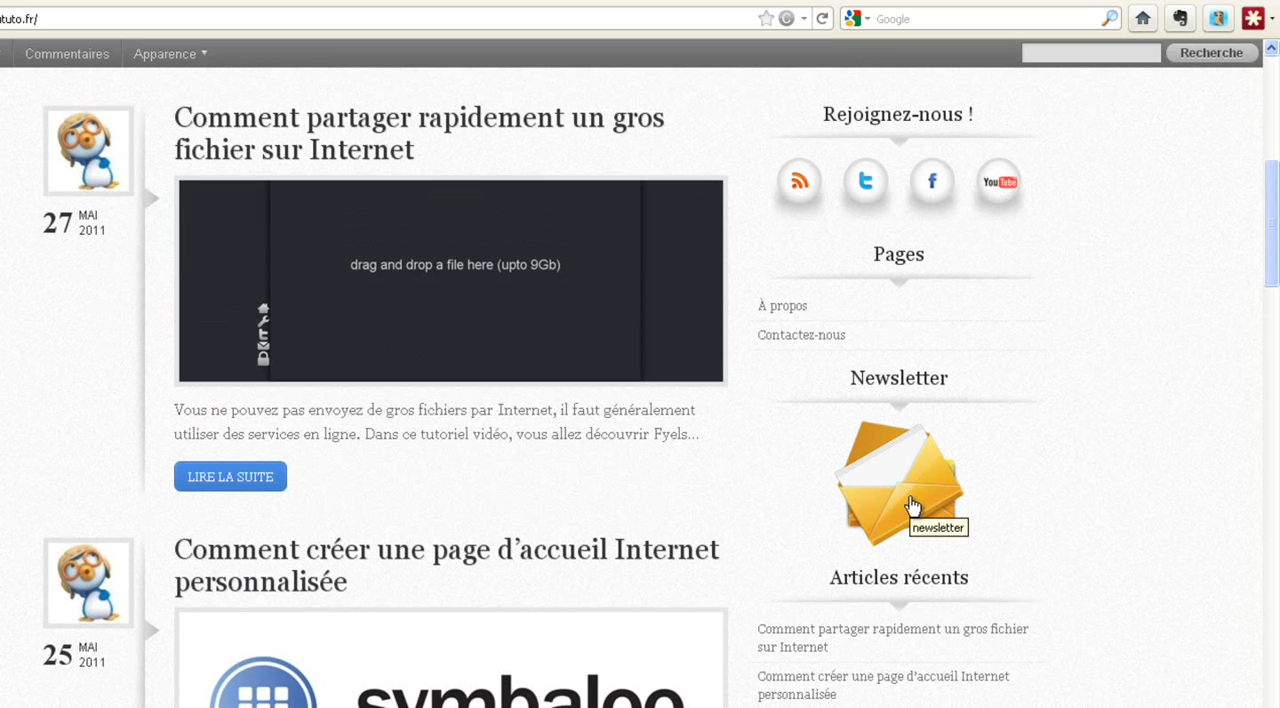 tuto.fr/
Google
Commentaires
Apparence
Recherche
Comment partager rapidement un gros
fichier sur Internet
27
MAI
2011
drag and drop a file here (upto 9Gb)
Vous ne pouvez pas envoyez de gros fichiers par Internet, il faut généralement
utiliser des services en ligne. Dans ce tutoriel vidéo, vous allez découvrir Fyels...
LIRE LA SUITE
Comment créer une page d'accueil Internet
personnalisée
25
MAI
2011
symbaloo
Rejoignez-nous !
You Tube
Pages
À propos
Contactez-nous
Newsletter
newsletter
Articles récents
Comment partager rapidement un gros fichier
sur Internet
Comment créer une page d'accueil Internet
personnalisée